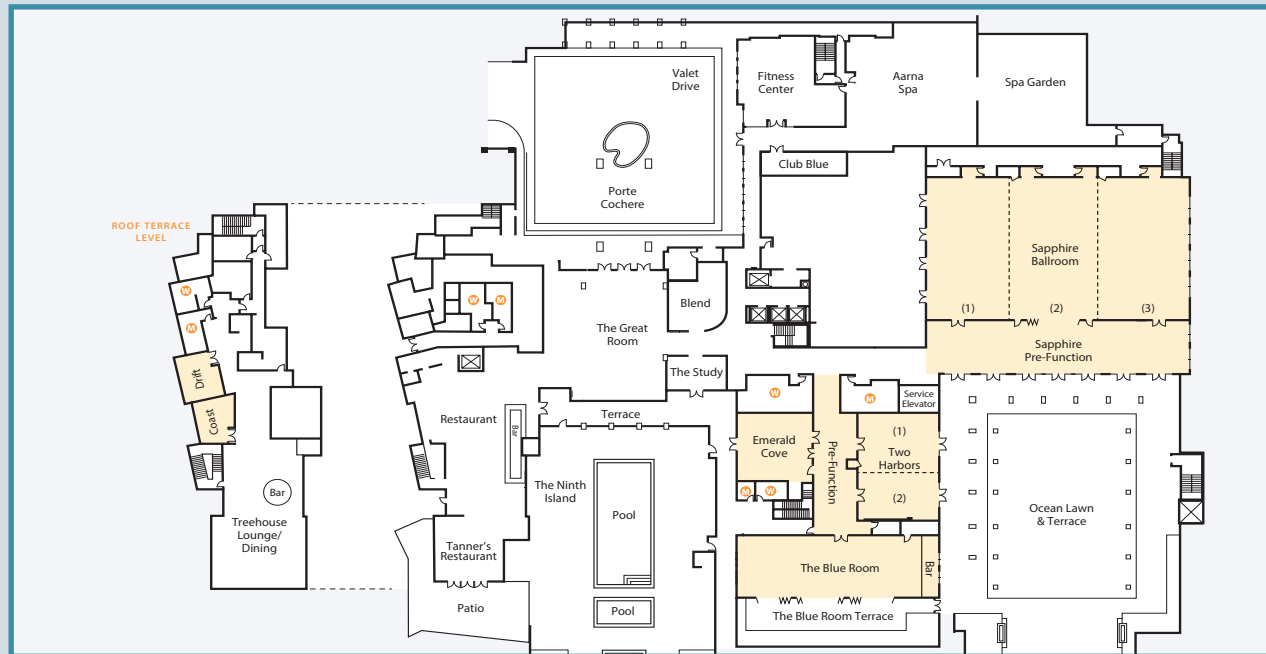 Valet
Drive
Fitness
Center
Aarna
Spa
Spa Garden
Club Blue
Porte
Cochere
ROOF TERRACE
LEVEL
Sapphire
Ballroom
(1)
(2)
(3)
Sapphire
Pre-Function
W
M
Drift
Coast
Bar
Treehouse
Lounge/
Dining
W
M
Blend
The Great
Room
The Study
Restaurant
Bar
Terrace
The Ninth
Island
Pool
Pool
Tanner's
Restaurant
Patio
W
M
Service
Elevator
Emerald
Cove
Pre-Function
(1)
Two
Harbors
(2)
M
W
The Blue Room
Bar
The Blue Room Terrace
Ocean Lawn
& Terrace